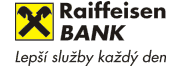 Raiffeisen
BANK
Lepší služby každý den